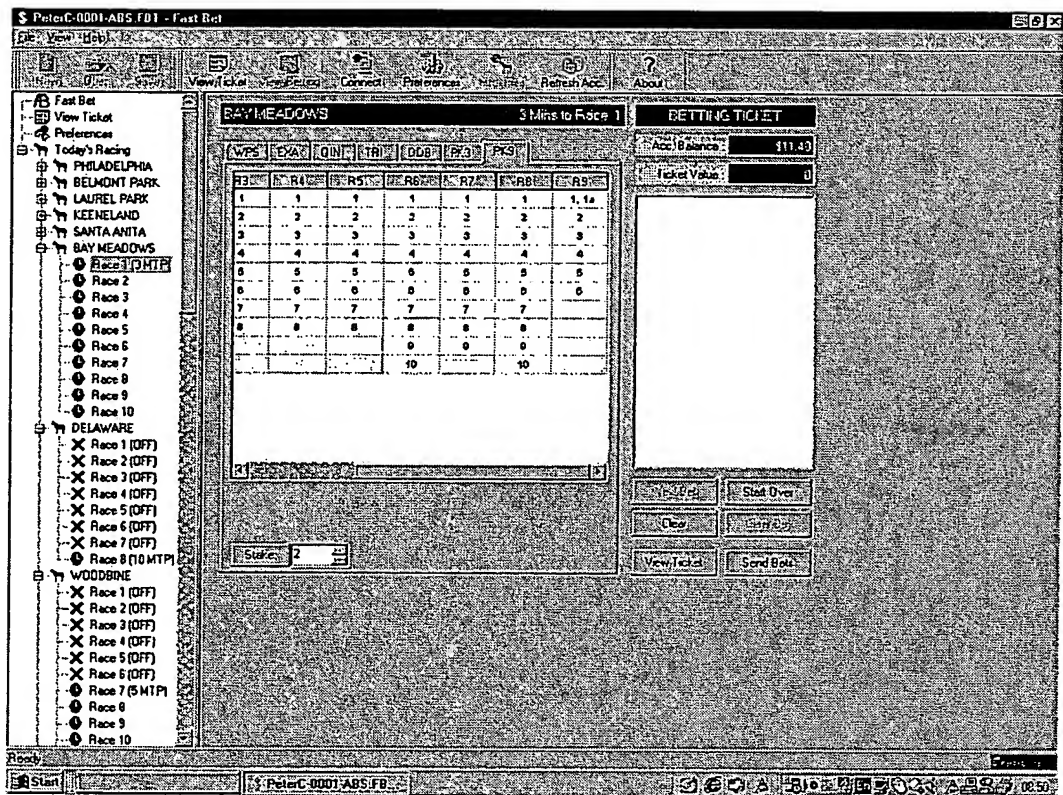 $ PeterC-0001-ABS.FB1 - Fast Bet
File View Help
View Ticket Connect Preferences Refresh Acc. About
Fast Bet
View Ticket
Preferences
Today's Racing
PHILADELPHIA
BELMONT PARK
LAUREL PARK
KEENELAND
SANTA ANITA
BAY MEADOWS
Race 1 (3 MTP)
Race 2
Race 3
Race 4
Race 5
Race 6
Race 7
Race 8
Race 9
Race 10
DELAWARE
Race 1 (OFF)
Race 2 (OFF)
Race 3 (OFF)
Race 4 (OFF)
Race 5 (OFF)
Race 6 (OFF)
Race 7 (OFF)
Race 8 (10 MTP)
WOODBINE
Race 1 (OFF)
Race 2 (OFF)
Race 3 (OFF)
Race 4 (OFF)
Race 5 (OFF)
Race 6 (OFF)
Race 7 (5 MTP)
Race 8
Race 9
Race 10
BAY MEADOWS 3 Mins to Race 1
WPS EXA QIN TRI DDB PK3 PK9
R3 R4 R5 R6 R7 R8 R9
1 1 1 1 1 1 1, 1a
2 2 2 2 2 2 2
3 3 3 3 3 3 3
4 4 4 4 4 4 4
5 5 5 5 5 5 5
6 6 6 6 6 6 6
7 7 7 7 7 7
8 8 8 8 8 8
9 9 9
10 10
Stake: 2
BETTING TICKET
Acc. Balance $11.40
Ticket Value 0
Start Over
Clear
View Ticket Send Bets
Ready
Start $ PeterC-0001-ABS.FB... 02:50